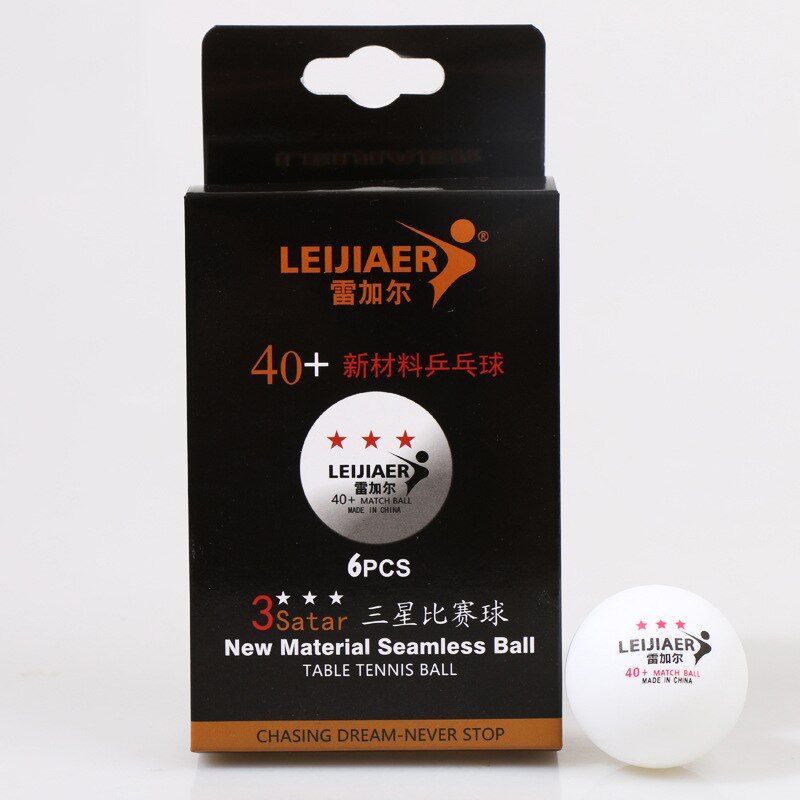 LEIJIAER®
雷加尔
40+ 新材料乒乓球
★ ★ ★
LEIJIAER
雷加尔
40+ MATCH BALL
MADE IN CHINA
6PCS
★ ★ ★
3Satar 三星比赛球
New Material Seamless Ball
TABLE TENNIS BALL
CHASING DREAM-NEVER STOP
★ ★ ★
LEIJIAER
雷加尔
40+ MATCH BALL
MADE IN CHINA